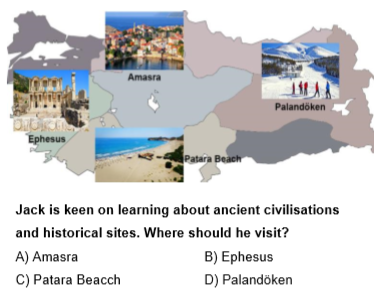 Amasra
Palandöken
Ephesus
Patara Beach
Jack is keen on learning about ancient civilisations
and historical sites. Where should he visit?
A) Amasra
B) Ephesus
C) Patara Beacch
D) Palandöken